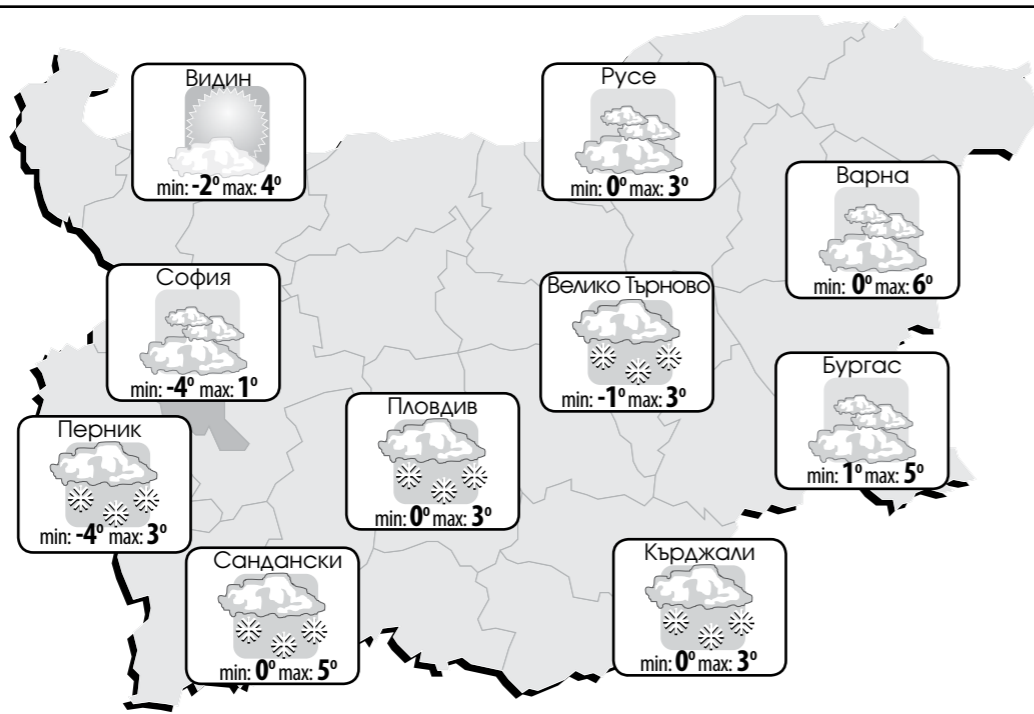 Видин
min: -2° max: 4°
Русе
min: 0° max: 3°
Варна
min: 0° max: 6°
София
min: -4° max: 1°
Велико Търново
min: -1° max: 3°
Бургас
min: 1° max: 5°
Пловдив
min: 0° max: 3°
Перник
min: -4° max: 3°
Сандански
min: 0° max: 5°
Кърджали
min: 0° max: 3°